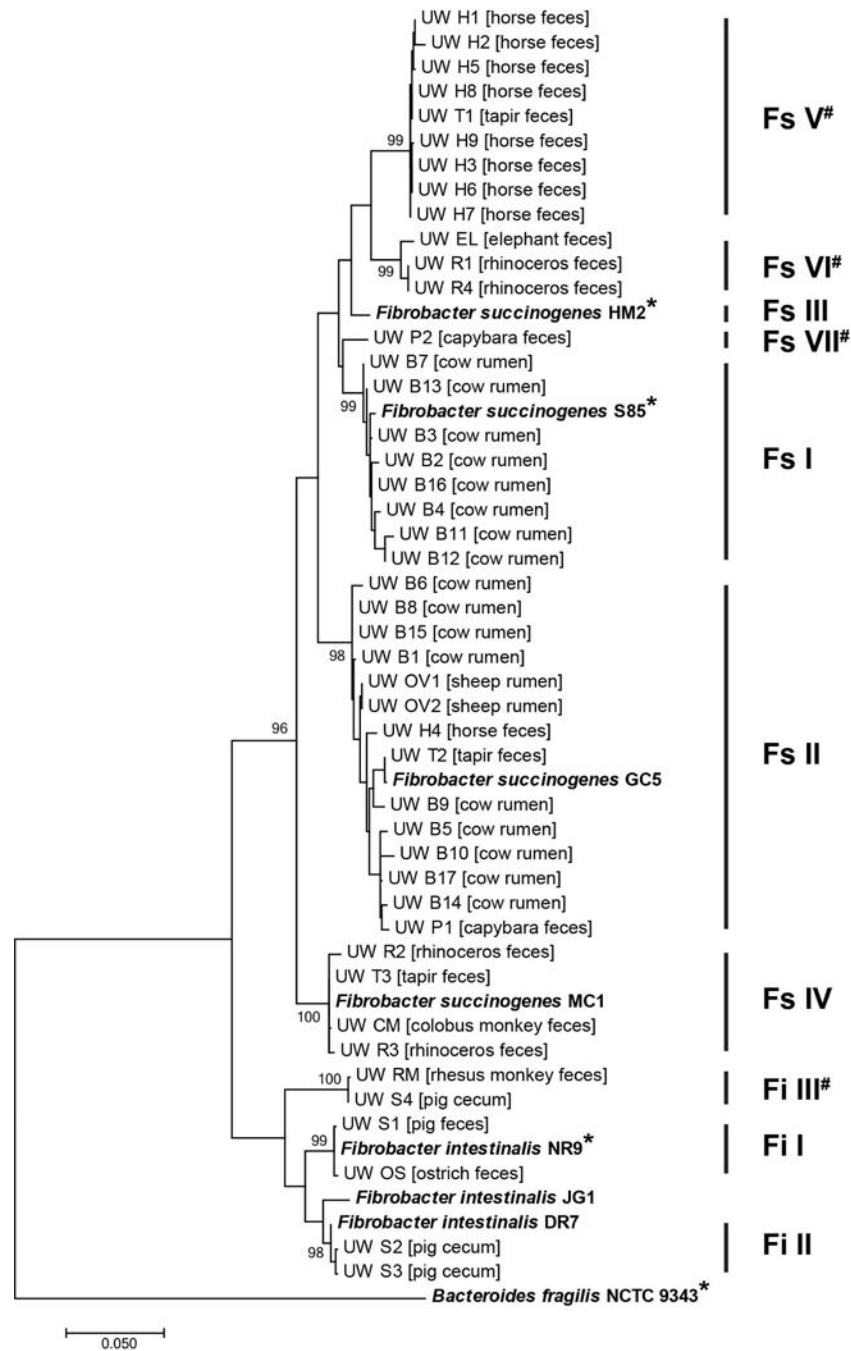 UW H1 [horse feces]
UW H2 [horse feces]
UW H5 [horse feces]
UW H8 [horse feces]
Fs V#
UW T1 [tapir feces]
99
UW H9 [horse feces]
UW H3 [horse feces]
UW H6 [horse feces]
UW H7 [horse feces]
UW EL [elephant feces]
99
UW R1 [rhinoceros feces]
Fs VI#
UW R4 [rhinoceros feces]
Fibrobacter succinogenes HM2*
Fs III
UW P2 [capybara feces]
Fs VII#
UW B7 [cow rumen]
UW B13 [cow rumen]
99
Fibrobacter succinogenes S85*
UW B3 [cow rumen]
UW B2 [cow rumen]
Fs I
UW B16 [cow rumen]
UW B4 [cow rumen]
UW B11 [cow rumen]
UW B12 [cow rumen]
UW B6 [cow rumen]
UW B8 [cow rumen]
UW B15 [cow rumen]
98
UW B1 [cow rumen]
UW OV1 [sheep rumen]
UW OV2 [sheep rumen]
96
UW H4 [horse feces]
UW T2 [tapir feces]
Fs II
Fibrobacter succinogenes GC5
UW B9 [cow rumen]
UW B5 [cow rumen]
UW B10 [cow rumen]
UW B17 [cow rumen]
UW B14 [cow rumen]
UW P1 [capybara feces]
UW R2 [rhinoceros feces]
UW T3 [tapir feces]
Fibrobacter succinogenes MC1
Fs IV
100
UW CM [colobus monkey feces]
UW R3 [rhinoceros feces]
100
UW RM [rhesus monkey feces]
Fi III#
UW S4 [pig cecum]
UW S1 [pig feces]
99
Fibrobacter intestinalis NR9*
Fi I
UW OS [ostrich feces]
Fibrobacter intestinalis JG1
Fibrobacter intestinalis DR7
98
UW S2 [pig cecum]
Fi II
UW S3 [pig cecum]
Bacteroides fragilis NCTC 9343*
0.050